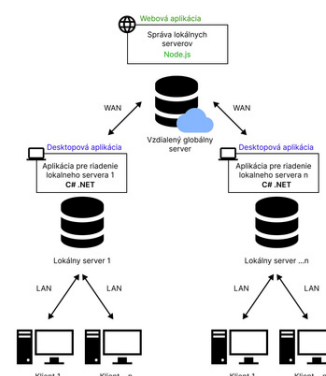 Webová aplikácia
Správa lokálnych
serverov
Node.js
WAN
WAN
Vzdialený globálny
server
Desktopová aplikácia
Desktopová aplikácia
Aplikácia pre riadenie
lokalneho servera 1
C# .NET
Aplikácia pre riadenie
lokalneho servera n
C# .NET
Lokálny server 1
Lokálny server ...n
LAN
LAN
LAN
LAN
Klient 1
Klient ...n
Klient 1
Klient ...n